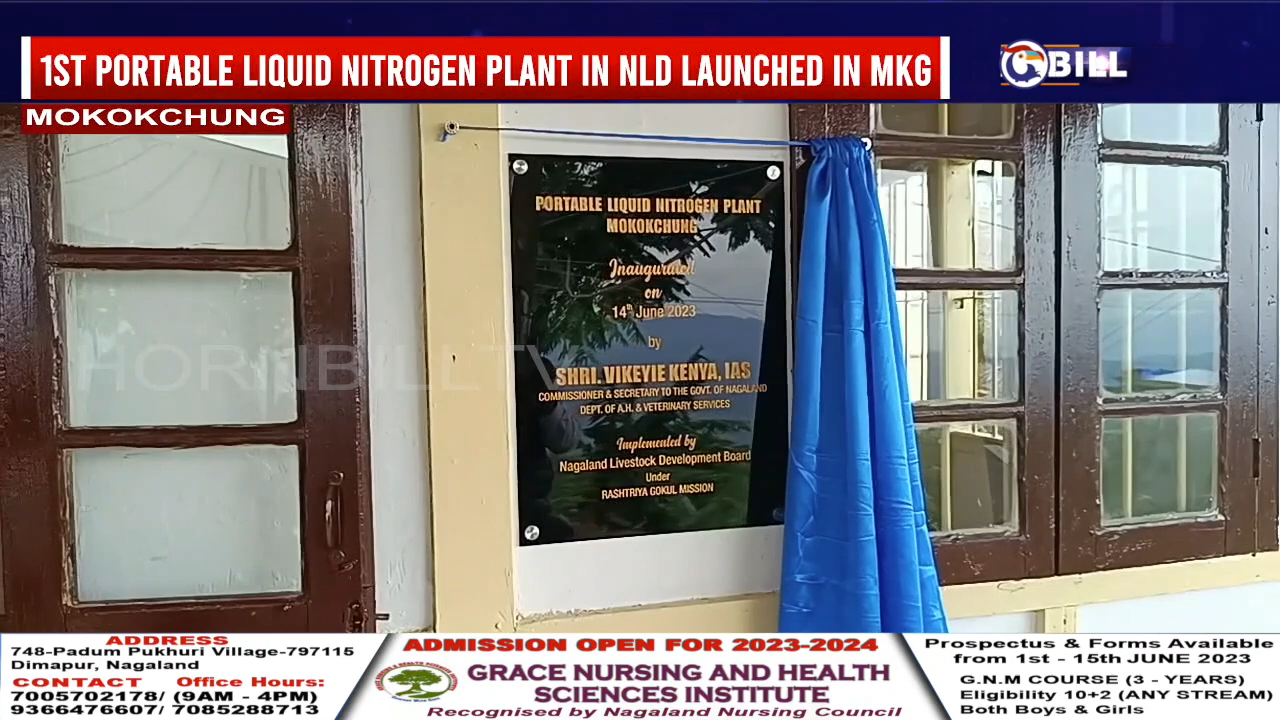 1ST PORTABLE LIQUID NITROGEN PLANT IN NLD LAUNCHED IN MKG
BILL
MOKOKCHUNG
PORTABLE LIQUID NITROGEN PLANT
MOKOKCHUNG
Inaugurated
on
14th June 2023
by
SHRI. VIKEYIE KENYA, IAS
COMMISSIONER & SECRETARY TO THE GOVT. OF NAGALAND
DEPT. OF A.H. & VETERINARY SERVICES
Implemented by
Nagaland Livestock Development Board
Under
RASHTRIYA GOKUL MISSION
HORNBILL TV
ADDRESS
748-Padum Pukhuri Village-797115
Dimapur, Nagaland
CONTACT Office Hours:
7005702178/ (9AM - 4PM)
9366476607/ 7085288713
ADMISSION OPEN FOR 2023-2024
GRACE NURSING AND HEALTH
SCIENCES INSTITUTE
Recognised by Nagaland Nursing Council
Prospectus & Forms Available
from 1st - 15th JUNE 2023
G.N.M COURSE (3 - YEARS)
Eligibility 10+2 (ANY STREAM)
Both Boys & Girls